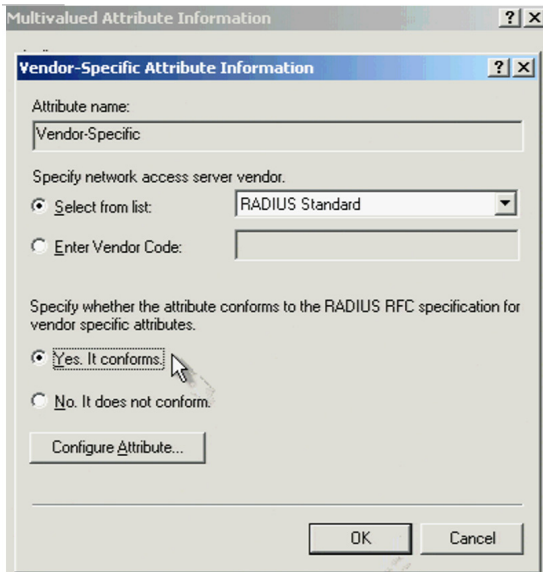 Multivalued Attribute Information
Vendor-Specific Attribute Information
Attribute name:
Vendor-Specific
Specify network access server vendor.
Select from list:
RADIUS Standard
Enter Vendor Code:
Specify whether the attribute conforms to the RADIUS RFC specification for
vendor specific attributes.
Yes. It conforms.
No. It does not conform.
Configure Attribute...
OK
Cancel